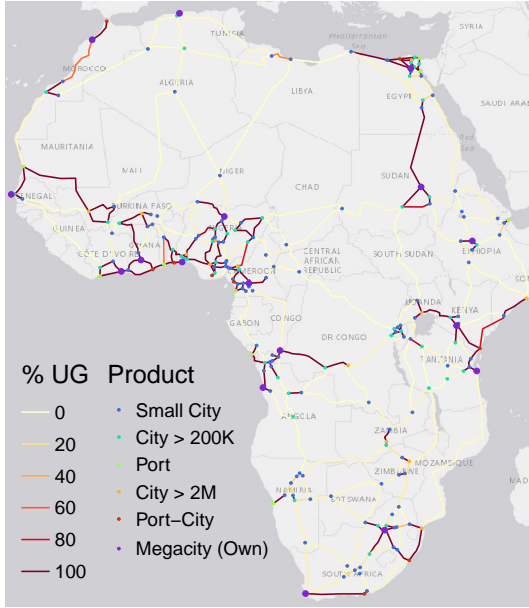 SYRIA
Mediterranean
Sea
TUNISIA
MOROCCO
ALGERIA
LIBYA
EGYPT
SAUDI ARAB
Red
Sea
MAURITANIA
MALI
NIGER
CHAD
SUDAN
SENEGAL
BURKINA FASO
GUINEA
NIGERIA
CÔTE D'IVOIRE
GHANA
CENTRAL
AFRICAN
REPUBLIC
SOUTH SUDAN
ETHIOPIA
CAMEROON
SOM
UGANDA
KENYA
GABON
CONGO
DR CONGO
TANZANIA
ANGOLA
ZAMBIA
MOZAMBIQUE
ZIMBABWE
NAMIBIA
BOTSWANA
MAD
SOUTH AFRICA
% UG Product
0
20
40
60
80
100
Small City
City > 200K
Port
City > 2M
Port−City
Megacity (Own)